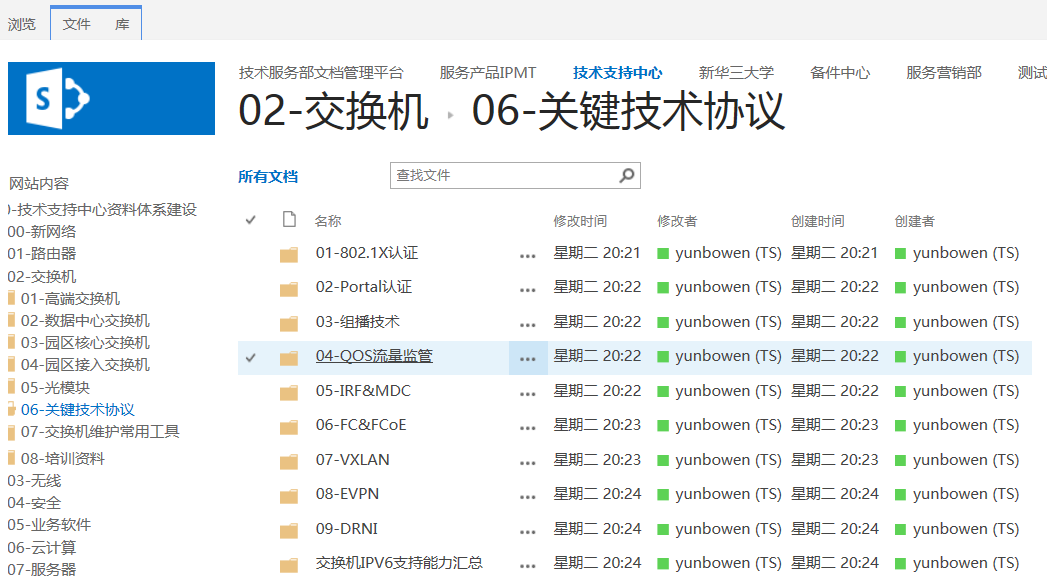 浏览 文件 库
技术服务部文档管理平台 服务产品IPMT 技术支持中心 新华三大学 备件中心 服务营销部 测试
S
02-交换机 06-关键技术协议
所有文档 查找文件
网站内容
-技术支持中心资料体系建设
00-新网络
01-路由器
02-交换机
01-高端交换机
02-数据中心交换机
03-园区核心交换机
04-园区接入交换机
05-光模块
06-关键技术协议
07-交换机维护常用工具
08-培训资料
03-无线
04-安全
05-业务软件
06-云计算
07-服务器
名称 修改时间 修改者 创建时间 创建者
01-802.1X认证 ... 星期二 20:21 yunbowen (TS) 星期二 20:21 yunbowen (TS)
02-Portal认证 ... 星期二 20:22 yunbowen (TS) 星期二 20:22 yunbowen (TS)
03-组播技术 ... 星期二 20:22 yunbowen (TS) 星期二 20:22 yunbowen (TS)
04-QOS流量监管 ... 星期二 20:22 yunbowen (TS) 星期二 20:22 yunbowen (TS)
05-IRF&MDC ... 星期二 20:22 yunbowen (TS) 星期二 20:22 yunbowen (TS)
06-FC&FCoE ... 星期二 20:23 yunbowen (TS) 星期二 20:23 yunbowen (TS)
07-VXLAN ... 星期二 20:23 yunbowen (TS) 星期二 20:23 yunbowen (TS)
08-EVPN ... 星期二 20:24 yunbowen (TS) 星期二 20:24 yunbowen (TS)
09-DRNI ... 星期二 20:24 yunbowen (TS) 星期二 20:24 yunbowen (TS)
交换机IPV6支持能力汇总 ... 星期二 20:24 yunbowen (TS) 星期二 20:24 yunbowen (TS)